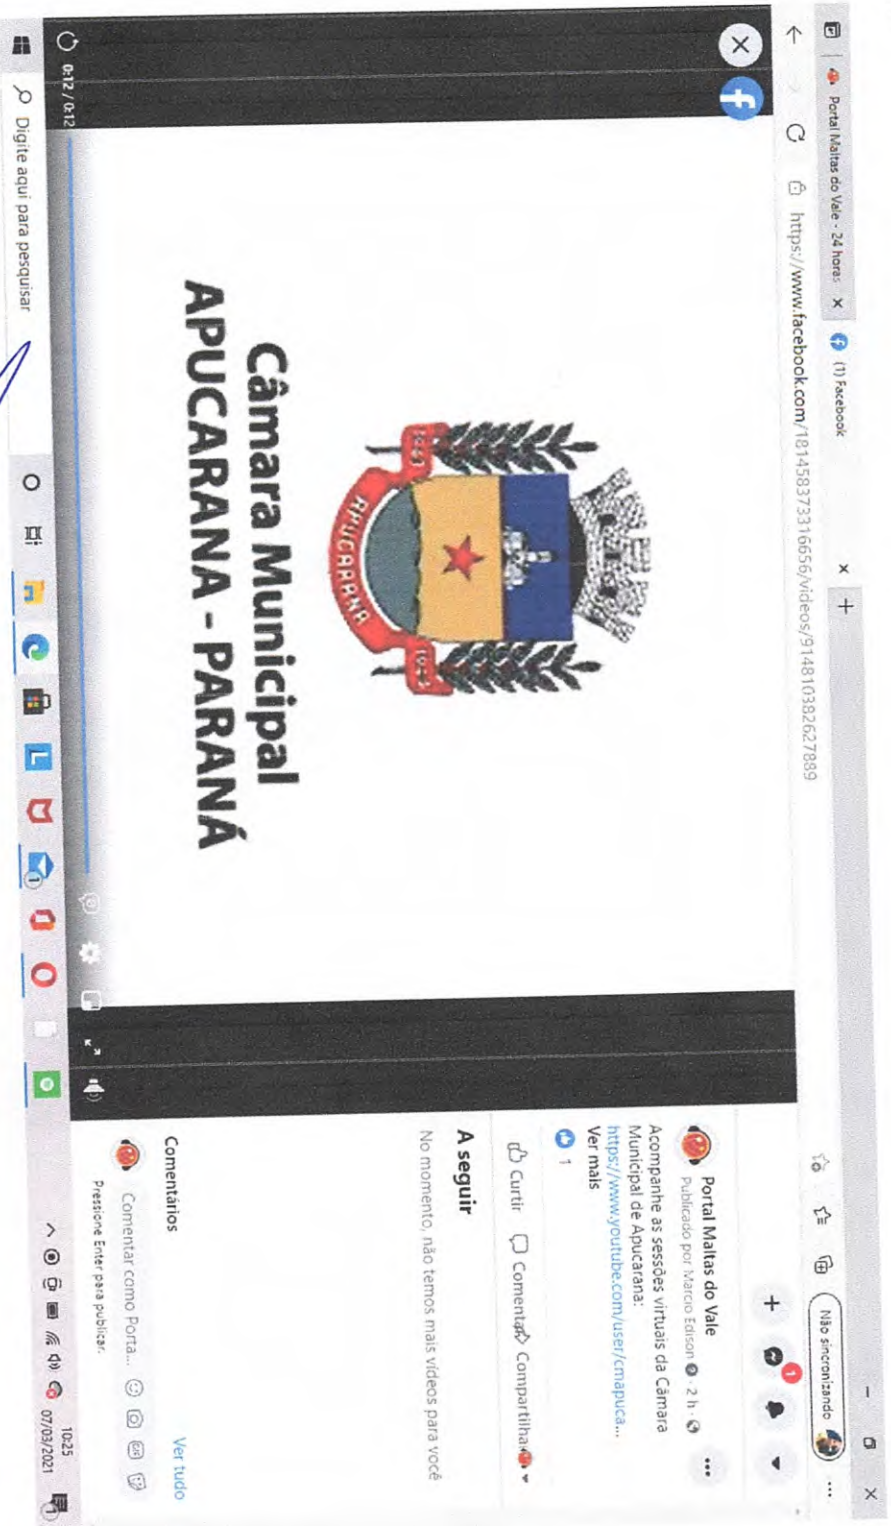 Portal Maltas do Vale - 24 horas
(1) Facebook
https://www.facebook.com/181458373316656/videos/914810382627889
Não sincronizando
1
1943
APUCARANA
Câmara Municipal
APUCARANA - PARANÁ
0:12 / 0:12
Portal Maltas do Vale
Publicado por Marcio Edison · 2 h ·
Acompanhe as sessões virtuais da Câmara
Municipal de Apucarana:
https://www.youtube.com/user/cmapuca...
Ver mais
1
Curtir Comentar Compartilhar
A seguir
No momento, não temos mais vídeos para você
Comentários
Ver tudo
Comentar como Porta...
GIF
Pressione Enter para publicar.
Digite aqui para pesquisar
L
1
10:25
07/03/2021